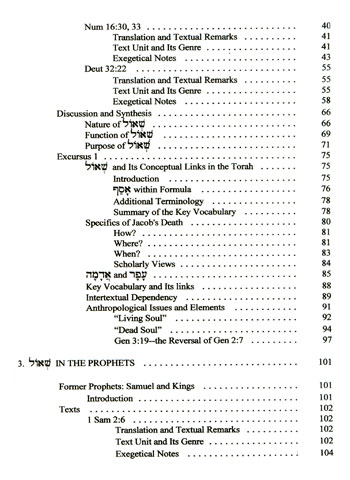 Num 16:30, 33 . . . . . . . . . . . . . . . . . . . . . . . . . . . 40
Translation and Textual Remarks . . . . . . . . . . . 41
Text Unit and Its Genre . . . . . . . . . . . . . . . . . . . 41
Exegetical Notes . . . . . . . . . . . . . . . . . . . . . . . . 43
Deut 32:22 . . . . . . . . . . . . . . . . . . . . . . . . . . . . . 55
Translation and Textual Remarks . . . . . . . . . . . 55
Text Unit and Its Genre . . . . . . . . . . . . . . . . . . . 55
Exegetical Notes . . . . . . . . . . . . . . . . . . . . . . . . 58
Discussion and Synthesis . . . . . . . . . . . . . . . . . . . . . . . 66
Nature of שְׁאוֹל . . . . . . . . . . . . . . . . . . . . . . . . . . . 66
Function of שְׁאוֹל . . . . . . . . . . . . . . . . . . . . . . . . . . 69
Purpose of שְׁאוֹל . . . . . . . . . . . . . . . . . . . . . . . . . . 71
Excursus 1 . . . . . . . . . . . . . . . . . . . . . . . . . . . . . . . . . . 75
שְׁאוֹל and Its Conceptual Links in the Torah . . . . . . . 75
Introduction . . . . . . . . . . . . . . . . . . . . . . . . . . . 75
אָסַף within Formula . . . . . . . . . . . . . . . . . . . . . 76
Additional Terminology . . . . . . . . . . . . . . . . . . 78
Summary of the Key Vocabulary . . . . . . . . . . . 78
Specifics of Jacob's Death . . . . . . . . . . . . . . . . . . . . 80
How? . . . . . . . . . . . . . . . . . . . . . . . . . . . . . . . . 81
Where? . . . . . . . . . . . . . . . . . . . . . . . . . . . . . . . 81
When? . . . . . . . . . . . . . . . . . . . . . . . . . . . . . . . 83
Scholarly Views . . . . . . . . . . . . . . . . . . . . . . . . 84
עָפָר and אֲדָמָה . . . . . . . . . . . . . . . . . . . . . . . . . . . 85
Key Vocabulary and Its links . . . . . . . . . . . . . . . . . . 88
Intertextual Dependency . . . . . . . . . . . . . . . . . . . . . 89
Anthropological Issues and Elements . . . . . . . . . . . . 91
“Living Soul” . . . . . . . . . . . . . . . . . . . . . . . . . . 92
“Dead Soul” . . . . . . . . . . . . . . . . . . . . . . . . . . . 94
Gen 3:19--the Reversal of Gen 2:7 . . . . . . . . . . 97
3. שְׁאוֹל IN THE PROPHETS . . . . . . . . . . . . . . . . . . . . . . . . . . . . 101
Former Prophets: Samuel and Kings . . . . . . . . . . . . . . . . . 101
Introduction . . . . . . . . . . . . . . . . . . . . . . . . . . . . . . 101
Texts . . . . . . . . . . . . . . . . . . . . . . . . . . . . . . . . . . . . . 102
1 Sam 2:6 . . . . . . . . . . . . . . . . . . . . . . . . . . . . . . . 102
Translation and Textual Remarks . . . . . . . . . . . 102
Text Unit and Its Genre . . . . . . . . . . . . . . . . . . . 102
Exegetical Notes . . . . . . . . . . . . . . . . . . . . . . . . 104